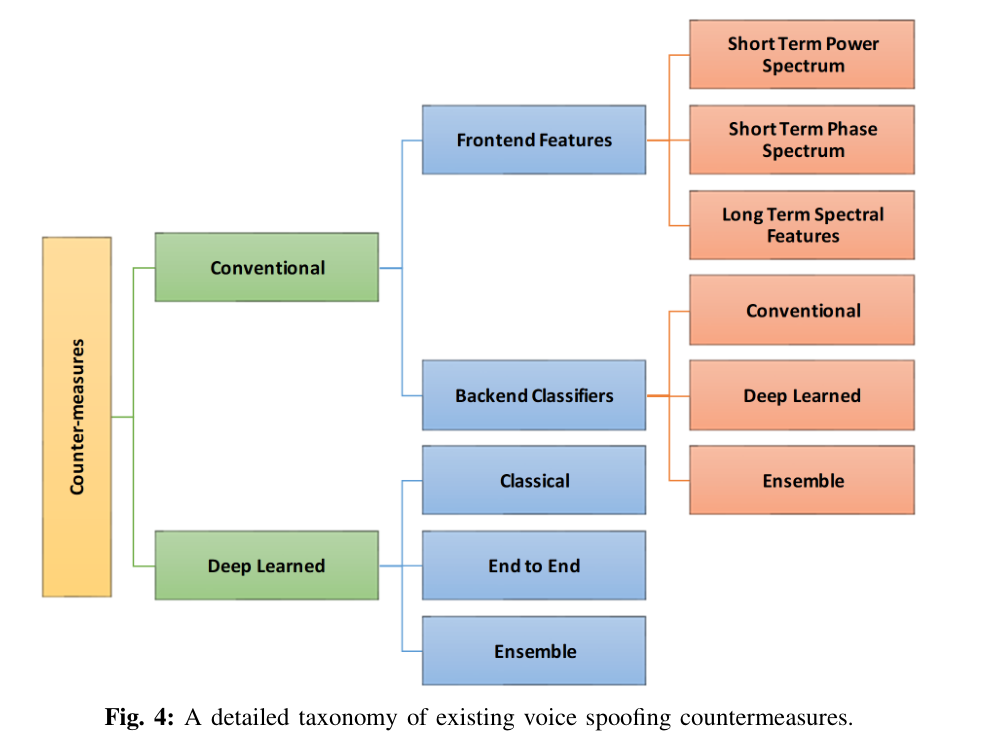 Counter-measures
Conventional
Frontend Features
Short Term Power
Spectrum
Short Term Phase
Spectrum
Long Term Spectral
Features
Backend Classifiers
Conventional
Deep Learned
Ensemble
Deep Learned
Classical
End to End
Ensemble
Fig. 4: A detailed taxonomy of existing voice spoofing countermeasures.